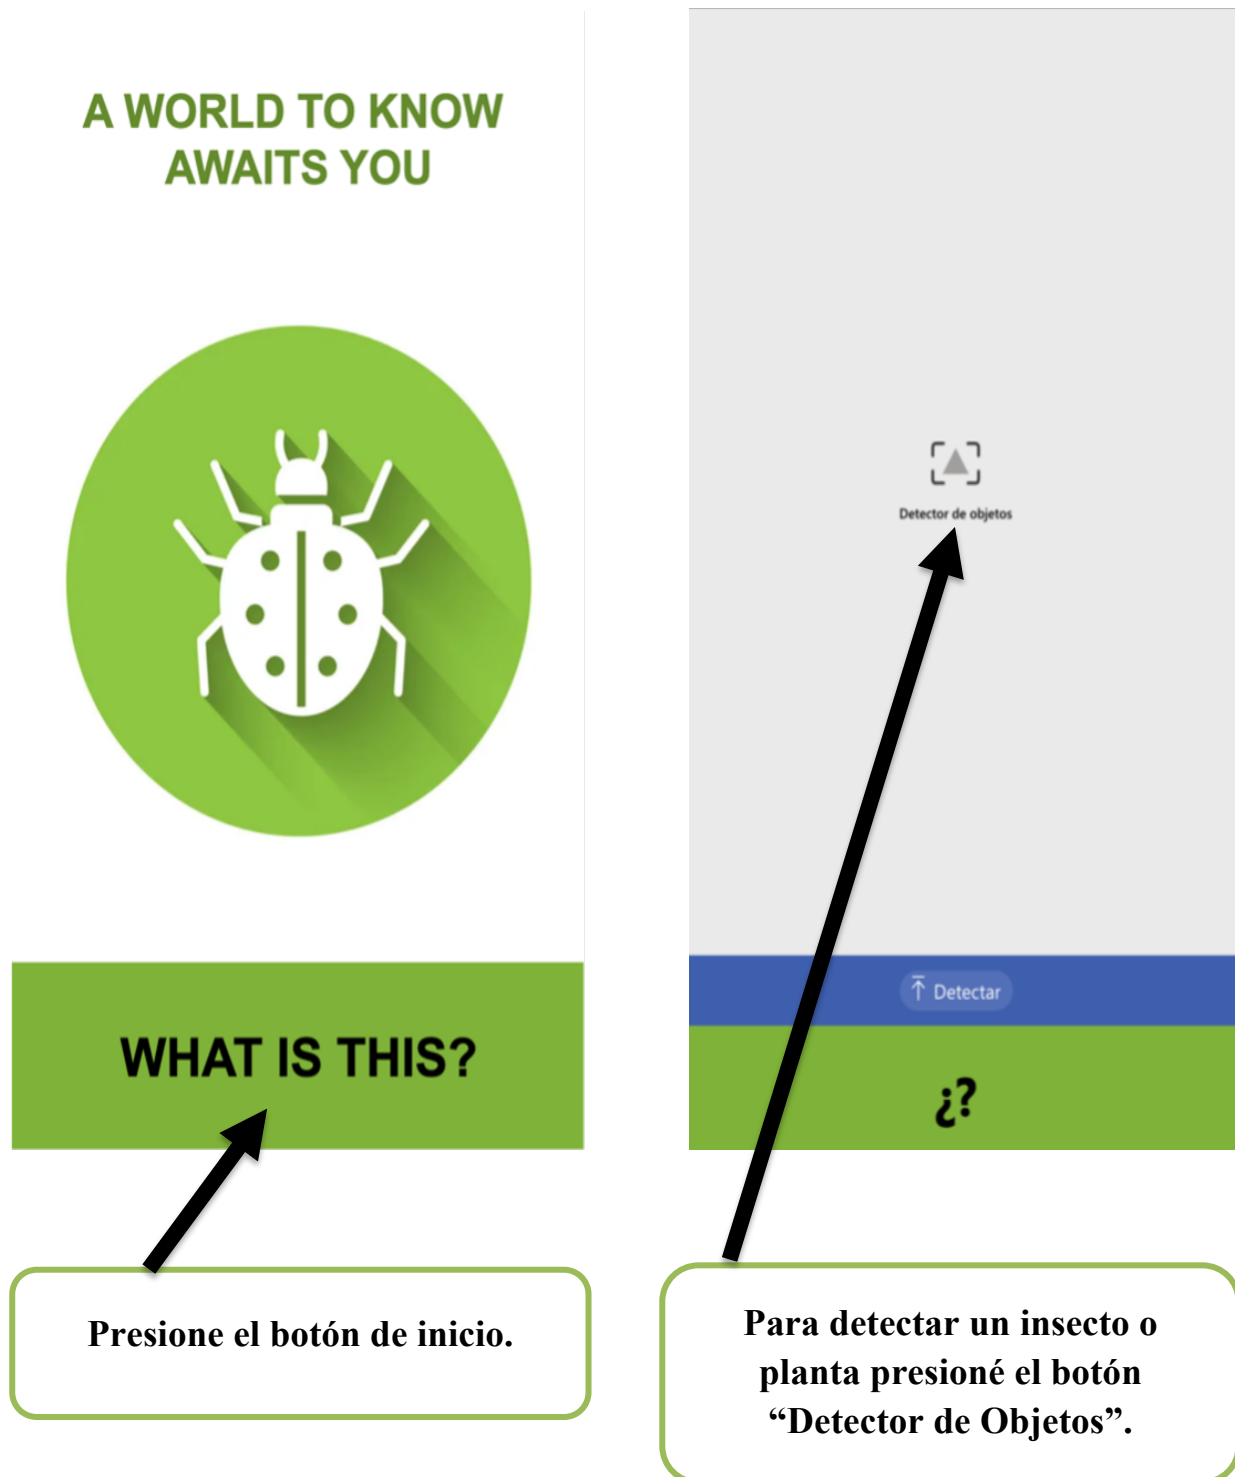 A WORLD TO KNOW
AWAITS YOU
WHAT IS THIS?
Presione el botón de inicio.
Detector de objetos
Detectar
¿?
Para detectar un insecto o
planta presioné el botón
“Detector de Objetos”.